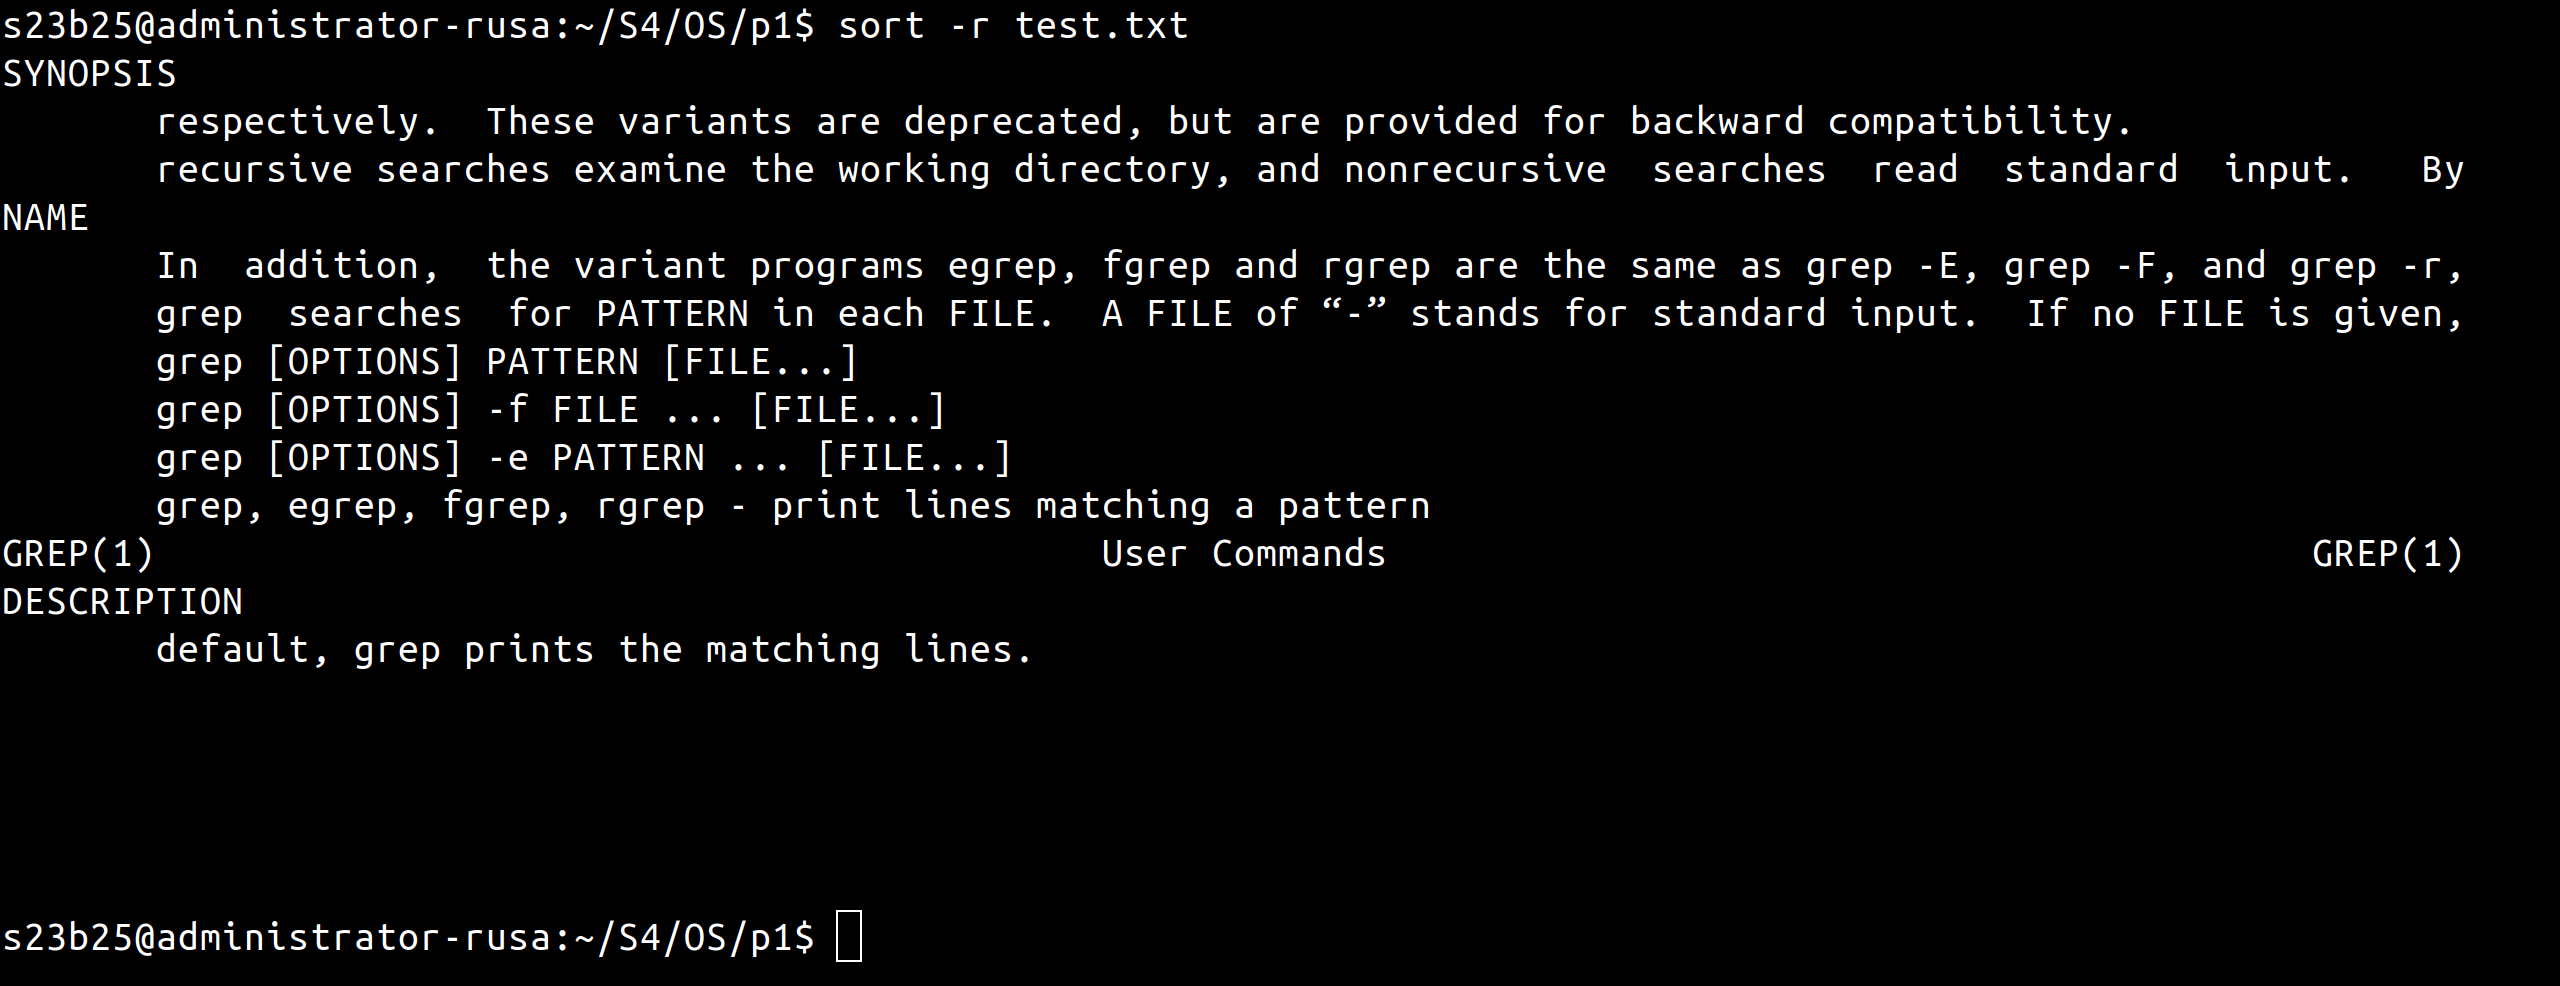 s23b25@administrator-rusa:~/S4/OS/p1$ sort -r test.txt
SYNOPSIS
       respectively.  These variants are deprecated, but are provided for backward compatibility.
       recursive searches examine the working directory, and nonrecursive  searches  read  standard  input.   By
NAME
       In  addition,  the variant programs egrep, fgrep and rgrep are the same as grep -E, grep -F, and grep -r,
       grep  searches  for PATTERN in each FILE.  A FILE of “-” stands for standard input.  If no FILE is given,
       grep [OPTIONS] PATTERN [FILE...]
       grep [OPTIONS] -f FILE ... [FILE...]
       grep [OPTIONS] -e PATTERN ... [FILE...]
       grep, egrep, fgrep, rgrep - print lines matching a pattern
GREP(1)                                           User Commands                                          GREP(1)
DESCRIPTION
       default, grep prints the matching lines.
s23b25@administrator-rusa:~/S4/OS/p1$